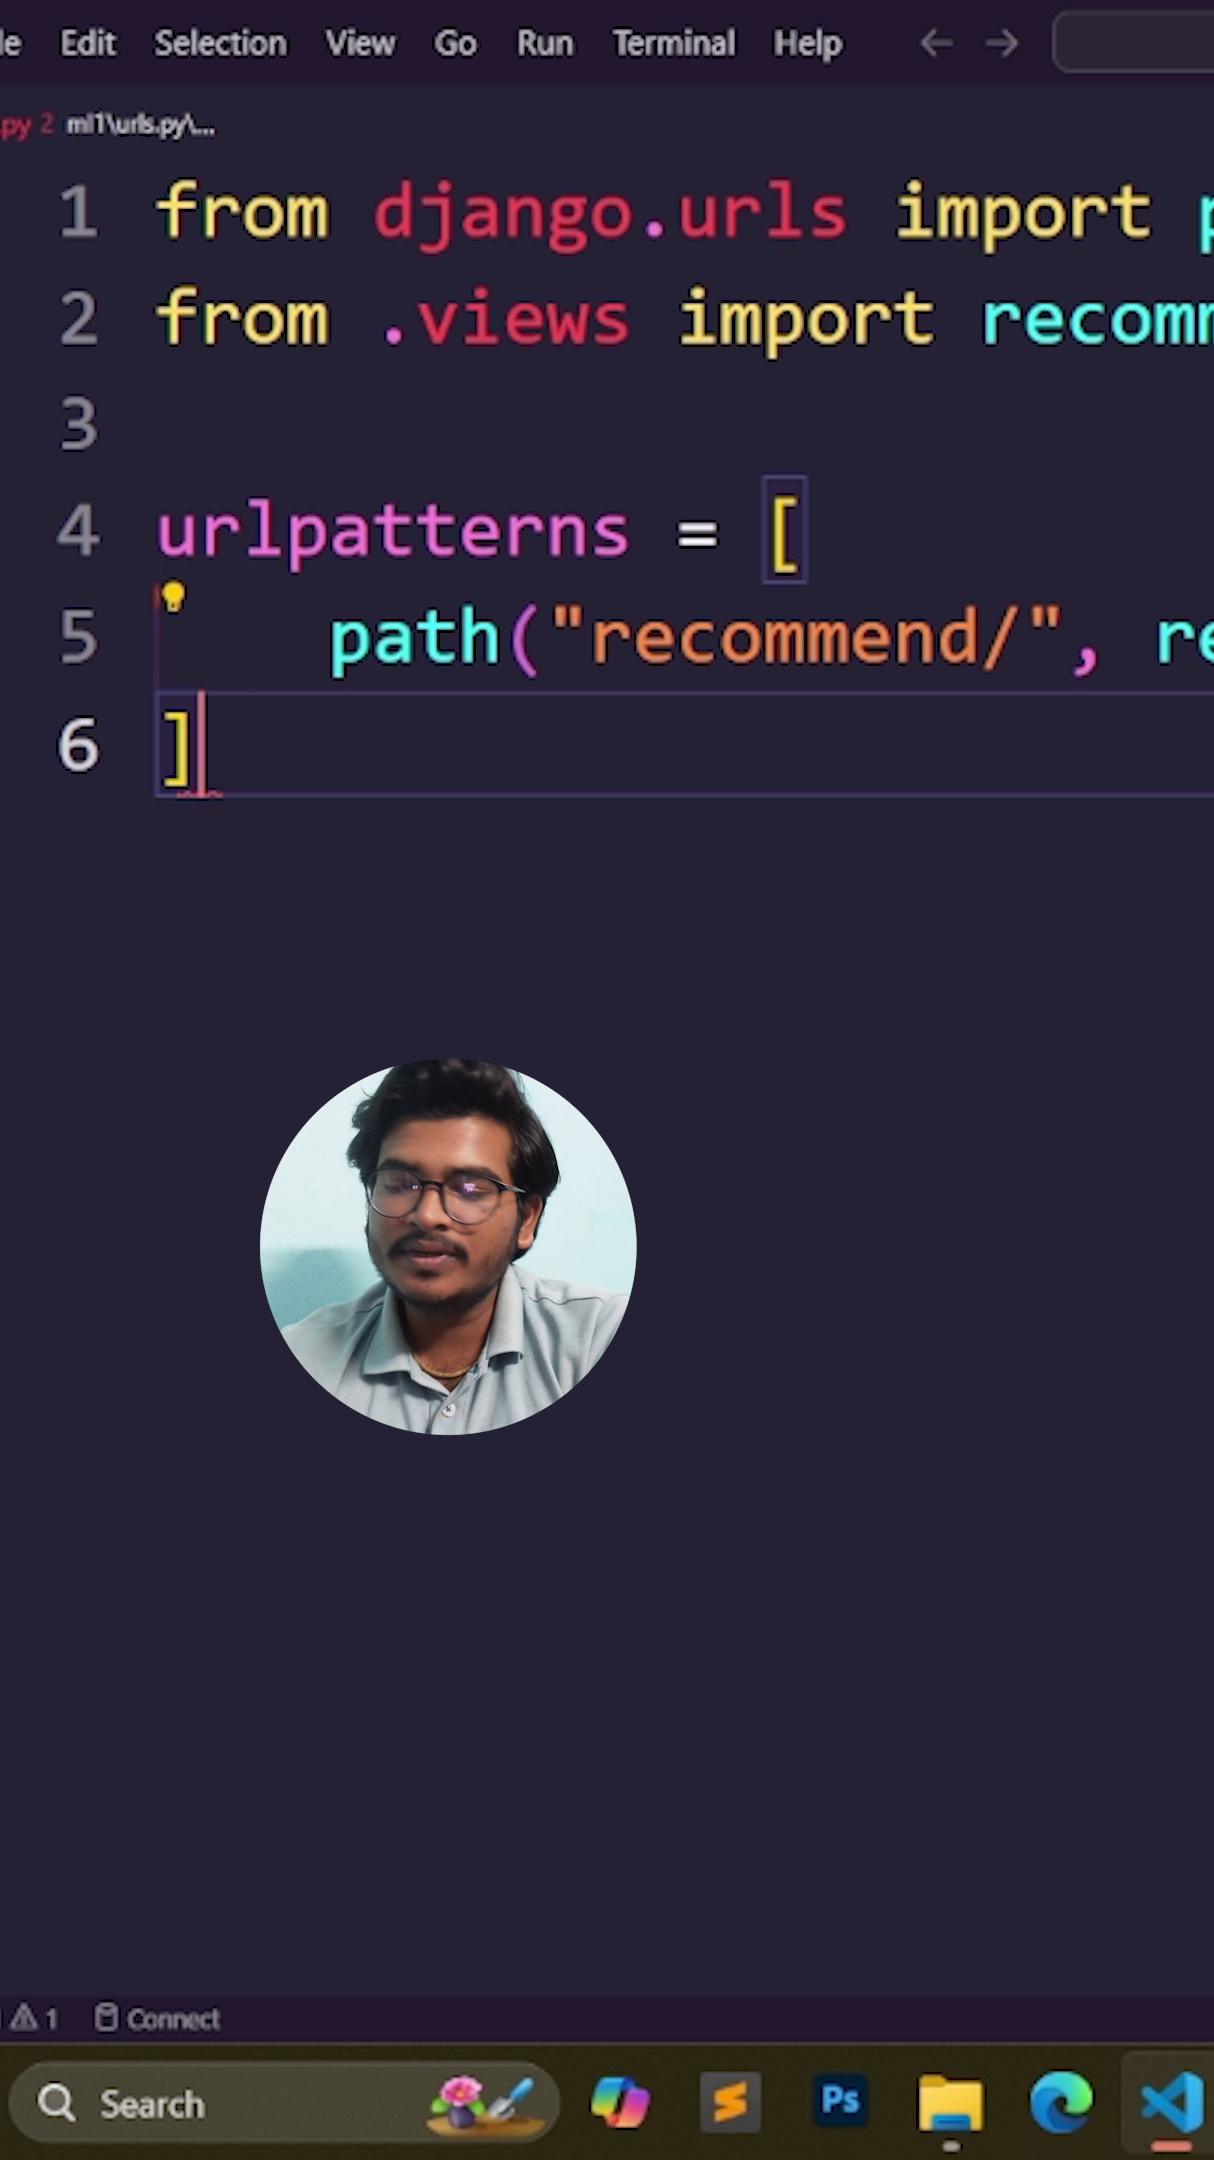 Edit Selection View Go Run Terminal Help
.py 2 ml1\urls.py\...
1 from django.urls import
2 from .views import recomm
3
4 urlpatterns = [
5 path("recommend/", re
6 ]
1 Connect
Search Ps